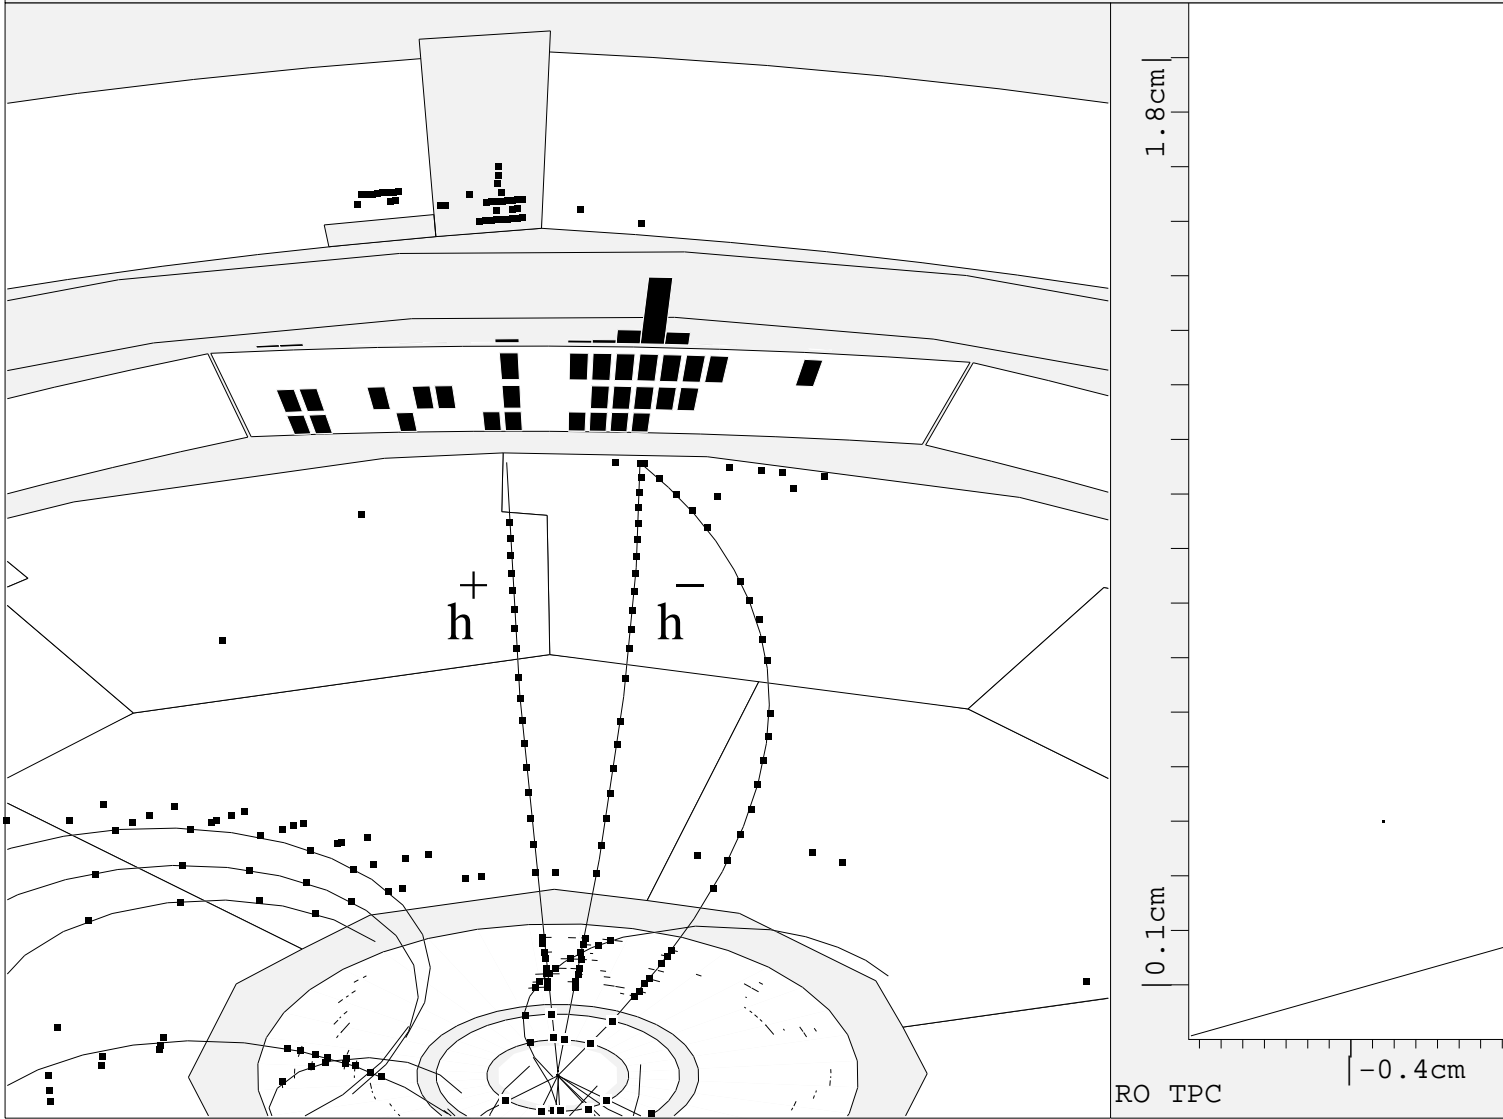 1.8cm|
h+
h−
|0.1cm
|−0.4cm
RO TPC